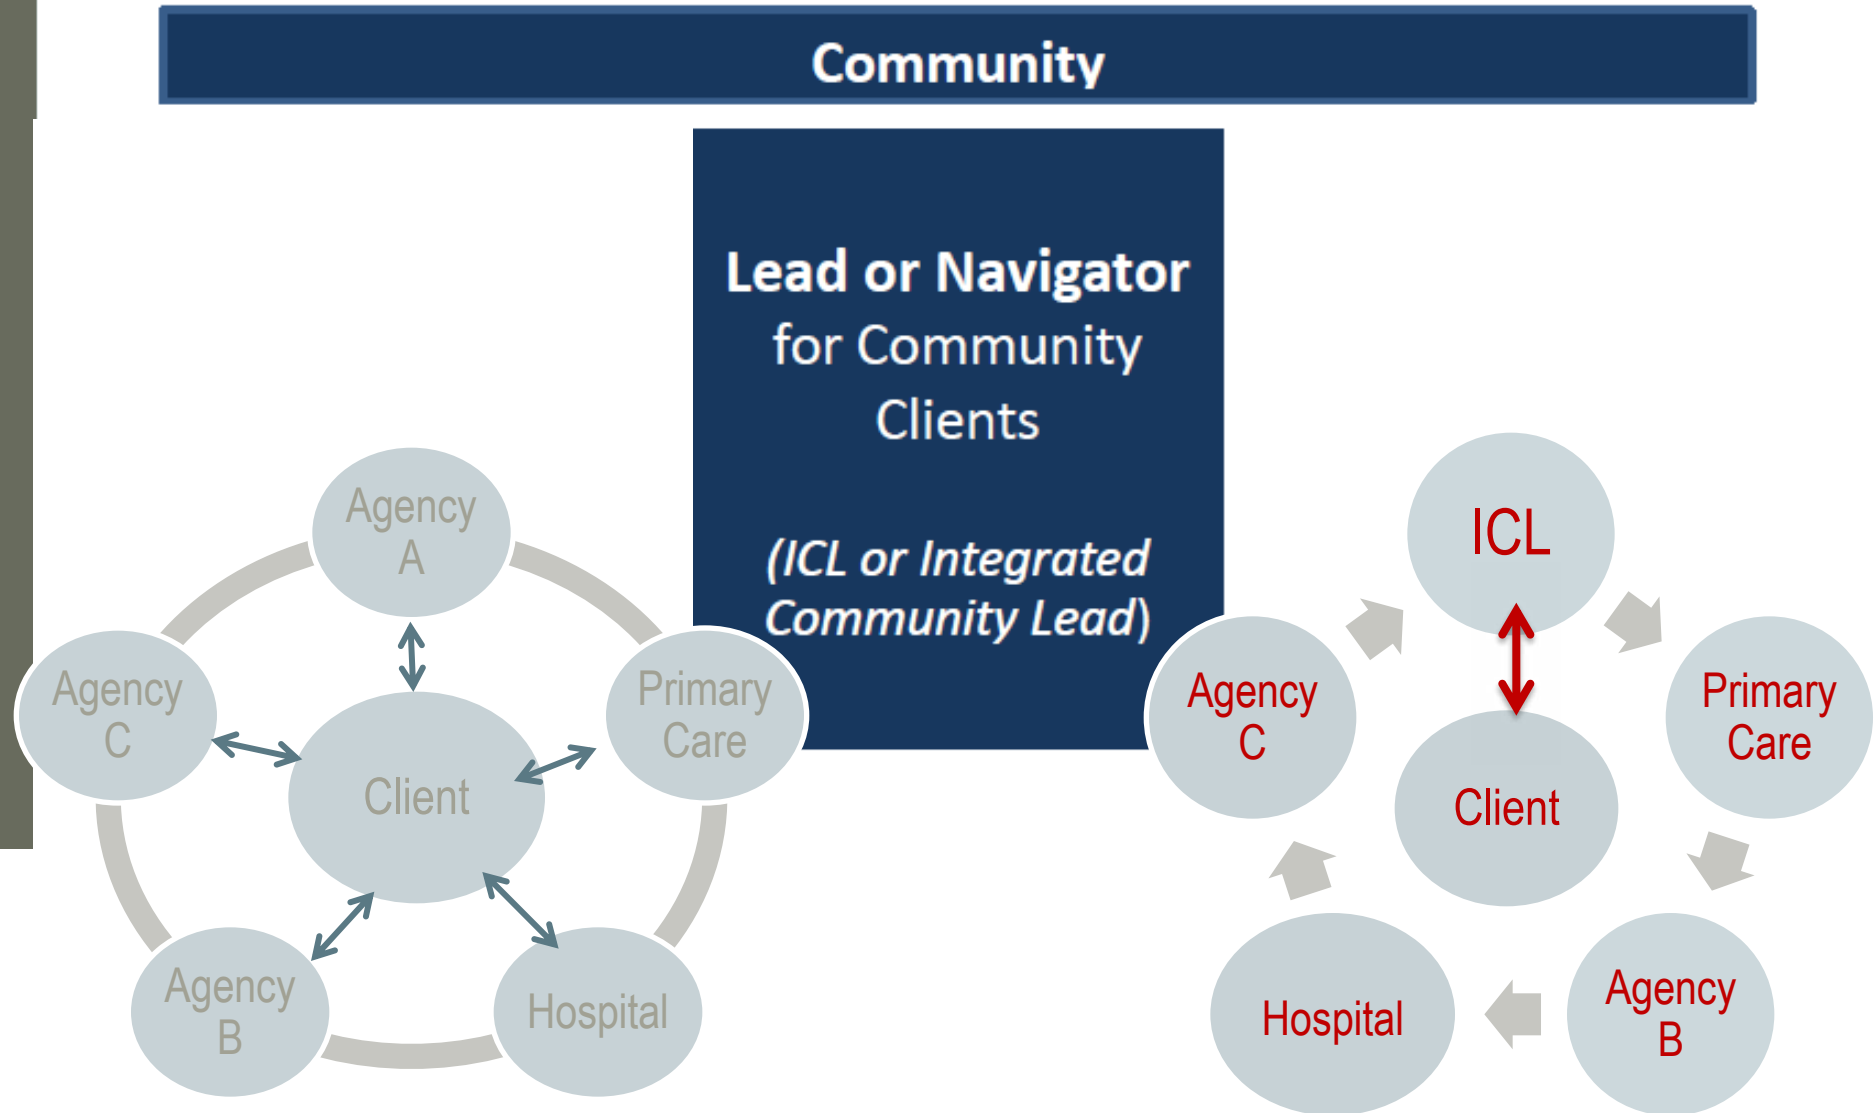 Community
Lead or Navigator
for Community
Clients
(ICL or Integrated
Community Lead)
Agency
A
Agency
C
Primary
Care
Client
Agency
B
Hospital
ICL
Agency
C
Primary
Care
Client
Hospital
Agency
B